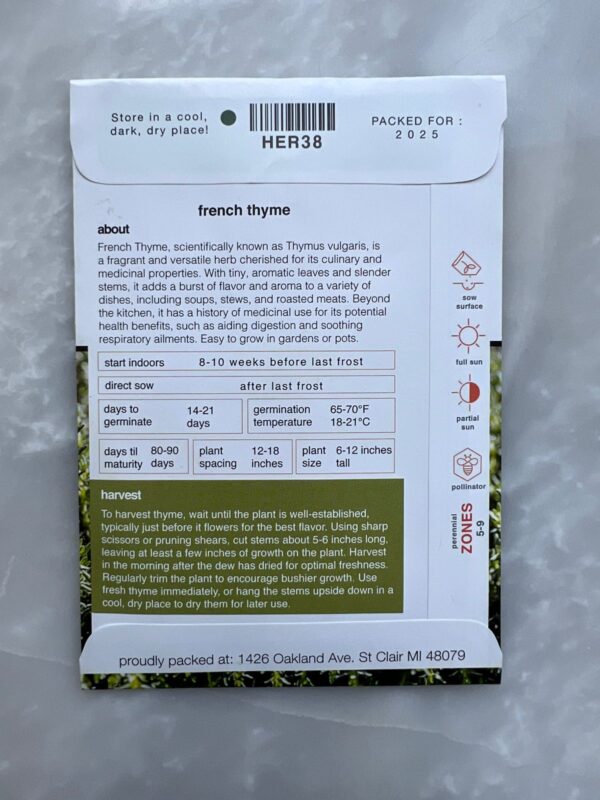 Store in a cool,
dark, dry place!
HER38
PACKED FOR :
2025
french thyme
about
French Thyme, scientifically known as Thymus vulgaris, is
a fragrant and versatile herb cherished for its culinary and
medicinal properties. With tiny, aromatic leaves and slender
stems, it adds a burst of flavor and aroma to a variety of
dishes, including soups, stews, and roasted meats. Beyond
the kitchen, it has a history of medicinal use for its potential
health benefits, such as aiding digestion and soothing
respiratory ailments. Easy to grow in gardens or pots.
start indoors 8-10 weeks before last frost
direct sow after last frost
days to
germinate
14-21
days
germination
temperature
65-70°F
18-21°C
days til
maturity
80-90
days
plant
spacing
12-18
inches
plant
size
6-12 inches
tall
harvest
To harvest thyme, wait until the plant is well-established,
typically just before it flowers for the best flavor. Using sharp
scissors or pruning shears, cut stems about 5-6 inches long,
leaving at least a few inches of growth on the plant. Harvest
in the morning after the dew has dried for optimal freshness.
Regularly trim the plant to encourage bushier growth. Use
fresh thyme immediately, or hang the stems upside down in a
cool, dry place to dry them for later use.
sow
surface
full sun
partial
sun
pollinator
perennial
ZONES
5-9
proudly packed at: 1426 Oakland Ave. St Clair MI 48079